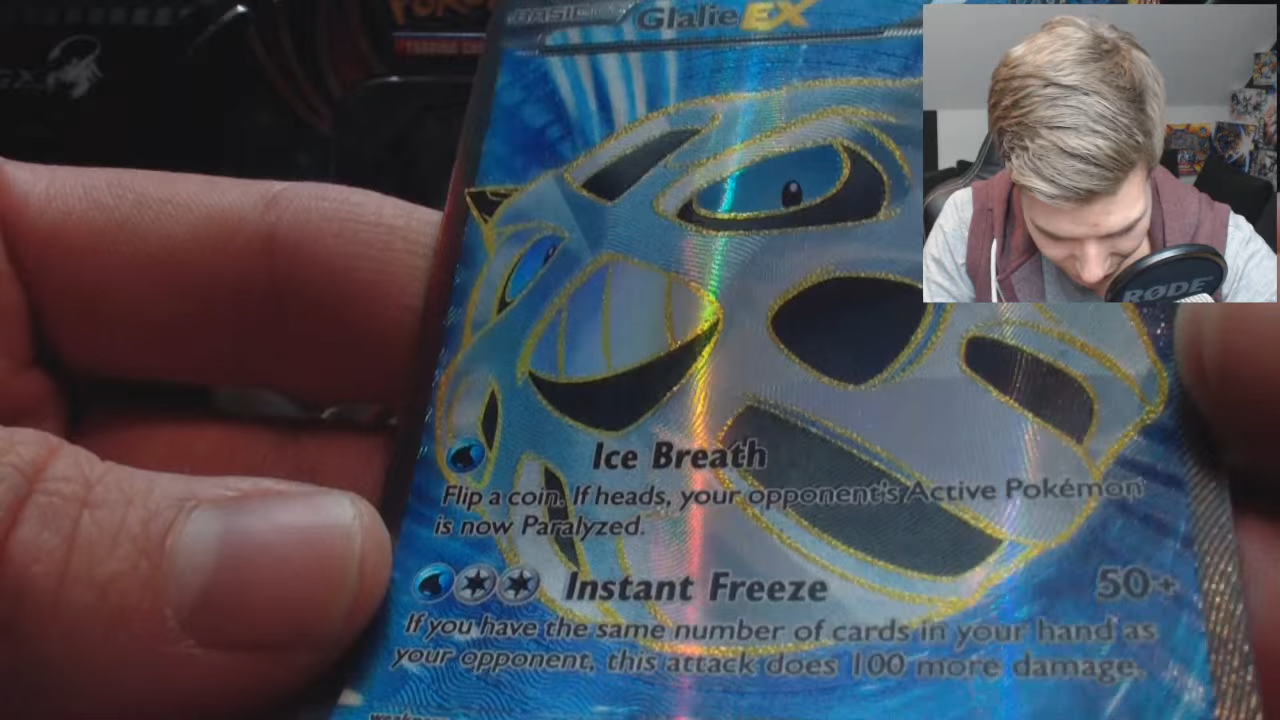 BASIC Glalie EX
Ice Breath
Flip a coin. If heads, your opponent's Active Pokémon
is now Paralyzed.
Instant Freeze 50+
If you have the same number of cards in your hand as
your opponent, this attack does 100 more damage.
weakness
RØDE